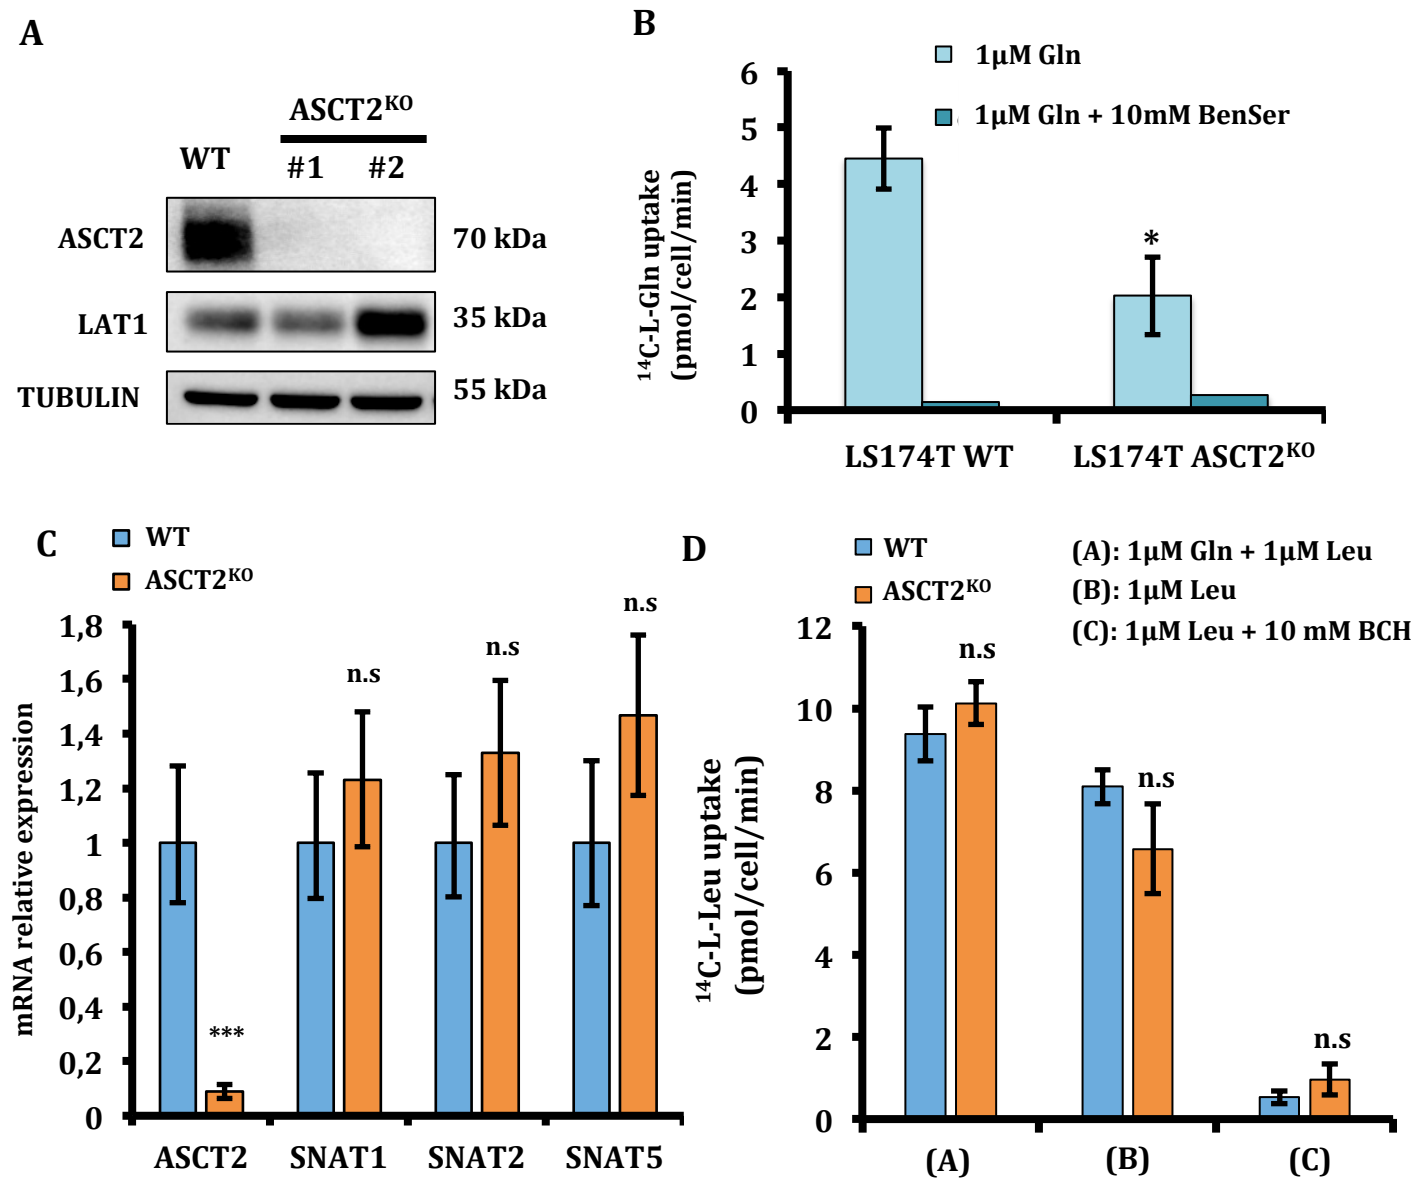 A
ASCT2ᴷᴼ
WT
#1
#2
ASCT2
70 kDa
LAT1
35 kDa
TUBULIN
55 kDa
B
1µM Gln
1µM Gln + 10mM BenSer
¹⁴C-L-Gln uptake
(pmol/cell/min)
6
5
4
3
2
1
0
*
LS174T WT
LS174T ASCT2ᴷᴼ
C
WT
ASCT2ᴷᴼ
mRNA relative expression
1,8
1,6
1,4
1,2
1
0,8
0,6
0,4
0,2
0
***
n.s
n.s
n.s
ASCT2
SNAT1
SNAT2
SNAT5
D
WT
ASCT2ᴷᴼ
(A): 1µM Gln + 1µM Leu
(B): 1µM Leu
(C): 1µM Leu + 10 mM BCH
¹⁴C-L-Leu uptake
(pmol/cell/min)
12
10
8
6
4
2
0
n.s
n.s
n.s
(A)
(B)
(C)